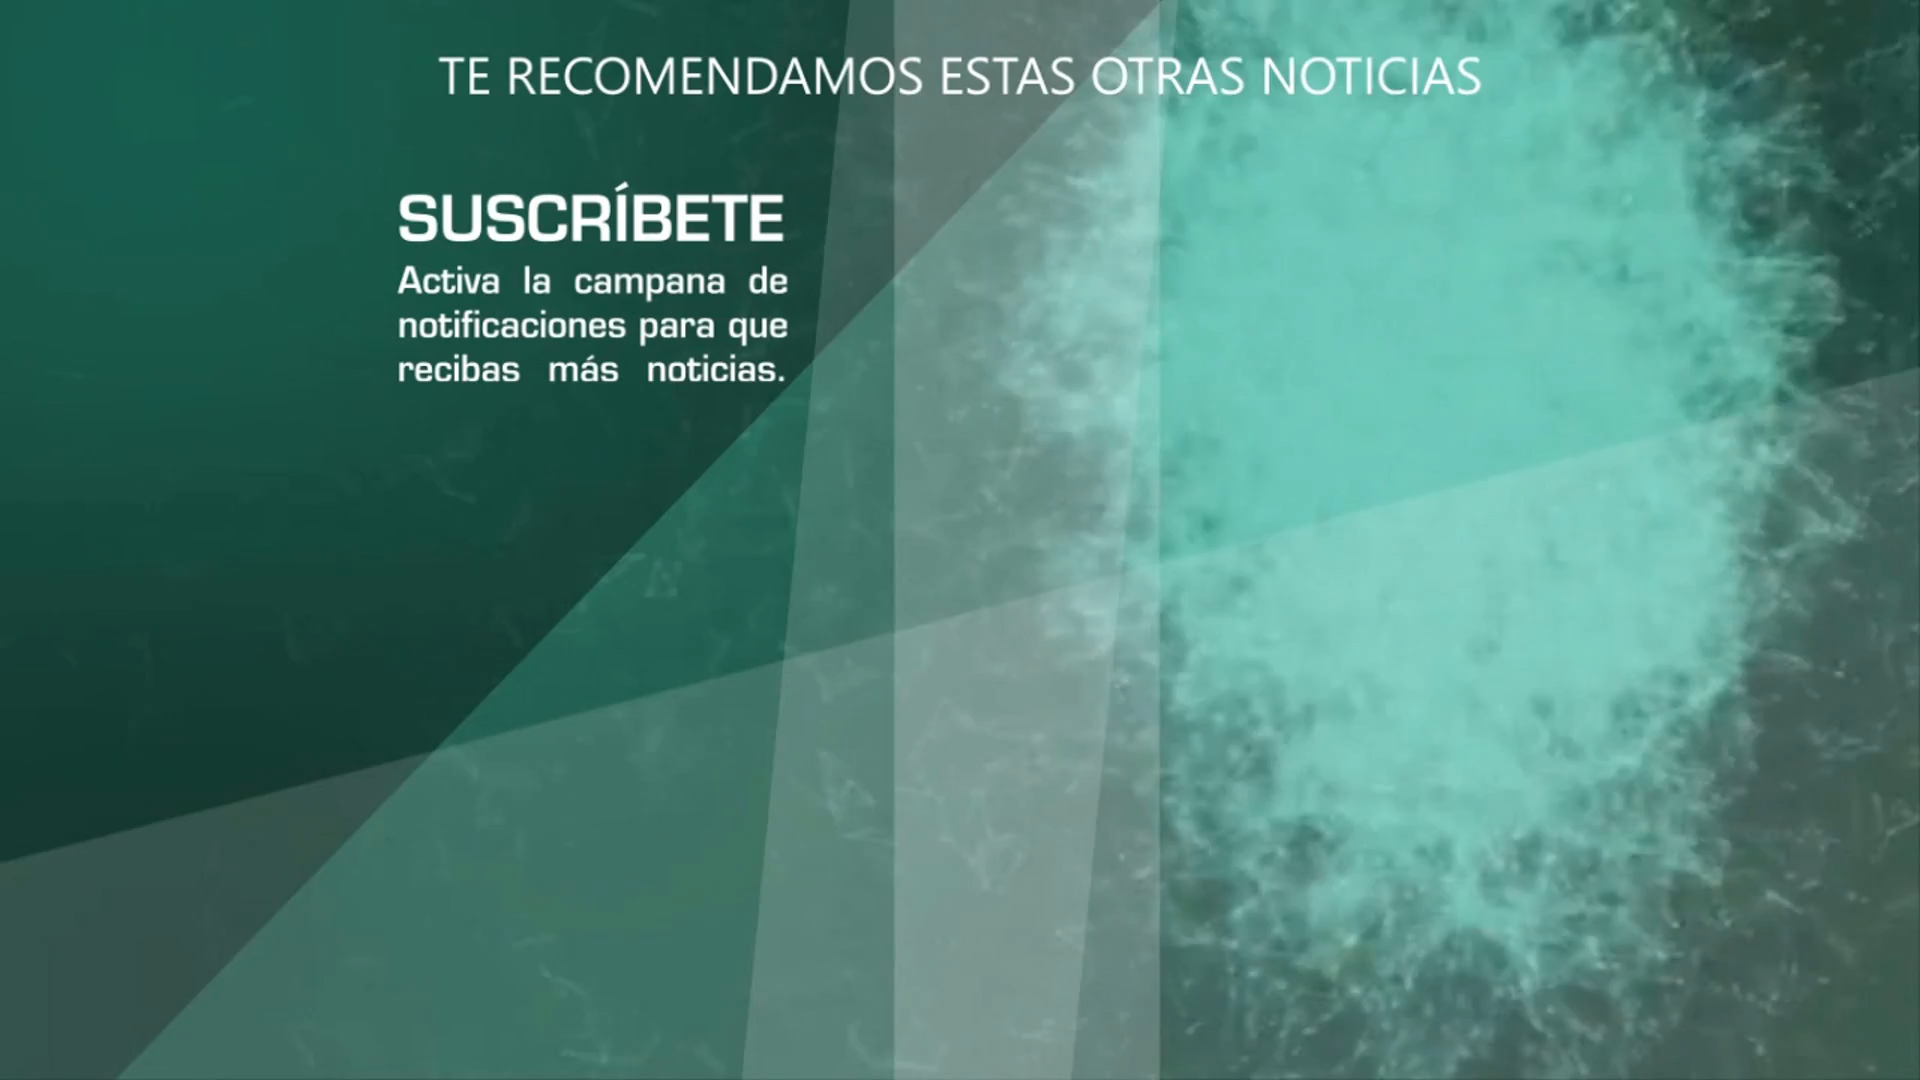 TE RECOMENDAMOS ESTAS OTRAS NOTICIAS
SUSCRÍBETE
Activa la campana de
notificaciones para que
recibas más noticias.